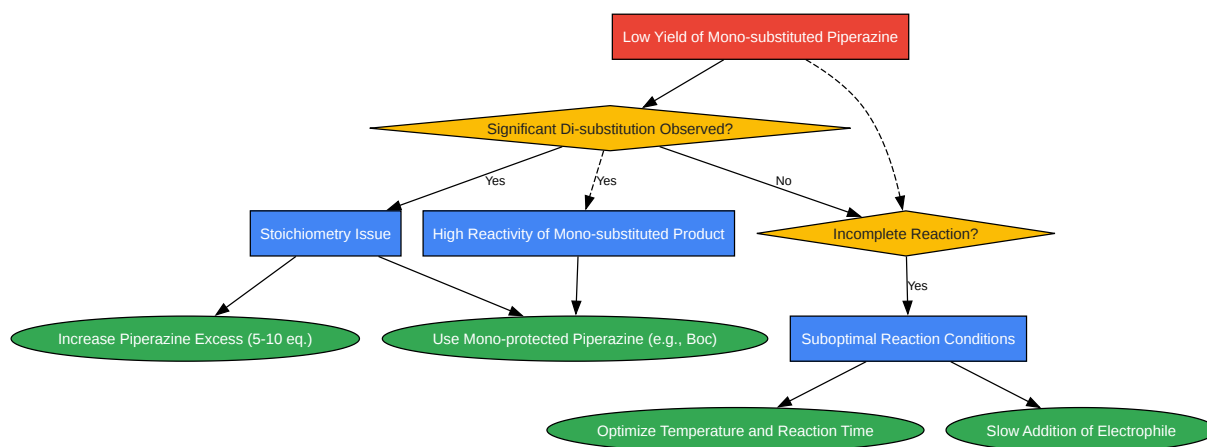 Low Yield of Mono-substituted Piperazine
Significant Di-substitution Observed?
Yes
Yes
No
Stoichiometry Issue
High Reactivity of Mono-substituted Product
Incomplete Reaction?
Yes
Increase Piperazine Excess (5-10 eq.)
Use Mono-protected Piperazine (e.g., Boc)
Suboptimal Reaction Conditions
Optimize Temperature and Reaction Time
Slow Addition of Electrophile